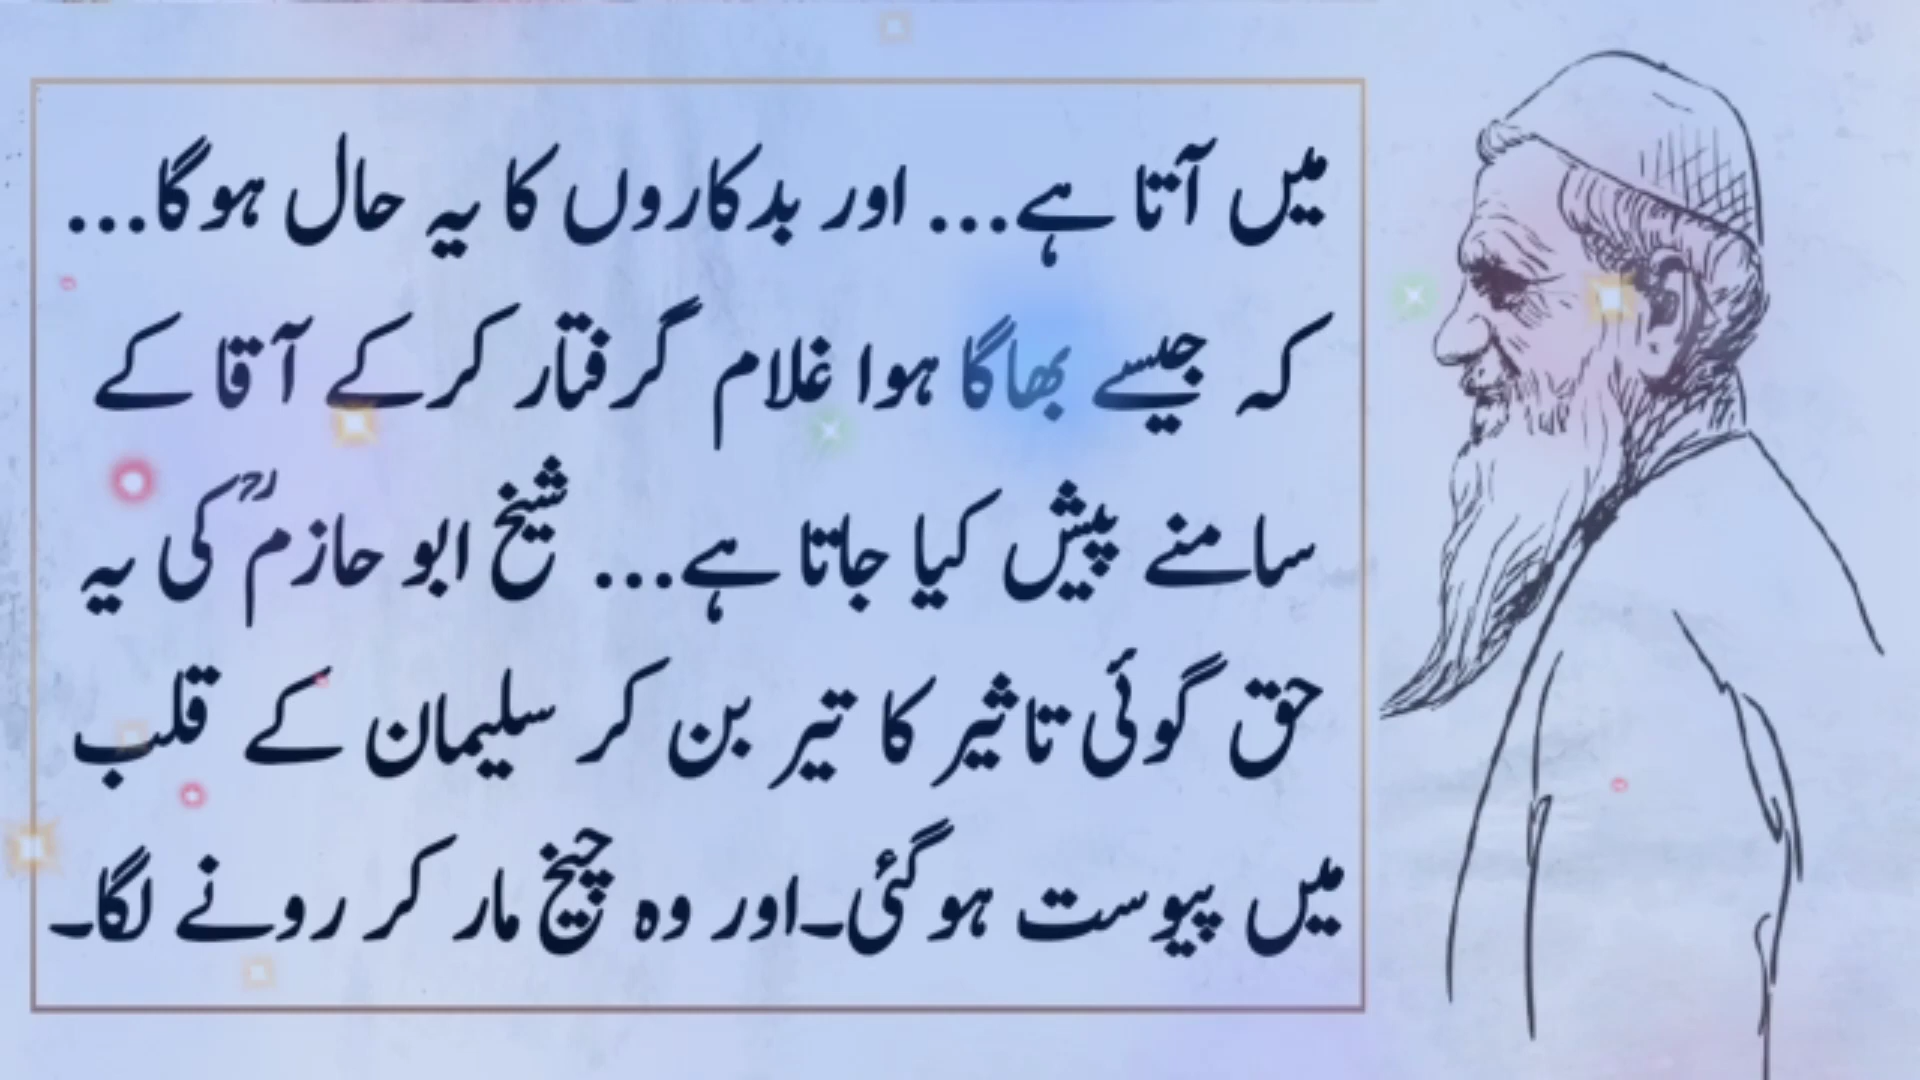 میں آتا ہے... اور بدکاروں کا یہ حال ہوگا...
کہ جیسے بھاگا ہوا غلام گرفتار کرکے آقا کے
سامنے پیش کیا جاتا ہے... شیخ ابو حازمؒ کی یہ
حق گوئی تاثیر کا تیر بن کر سلیمان کے قلب
میں پیوست ہوگئی۔اور وہ چیخ مار کر رونے لگا۔